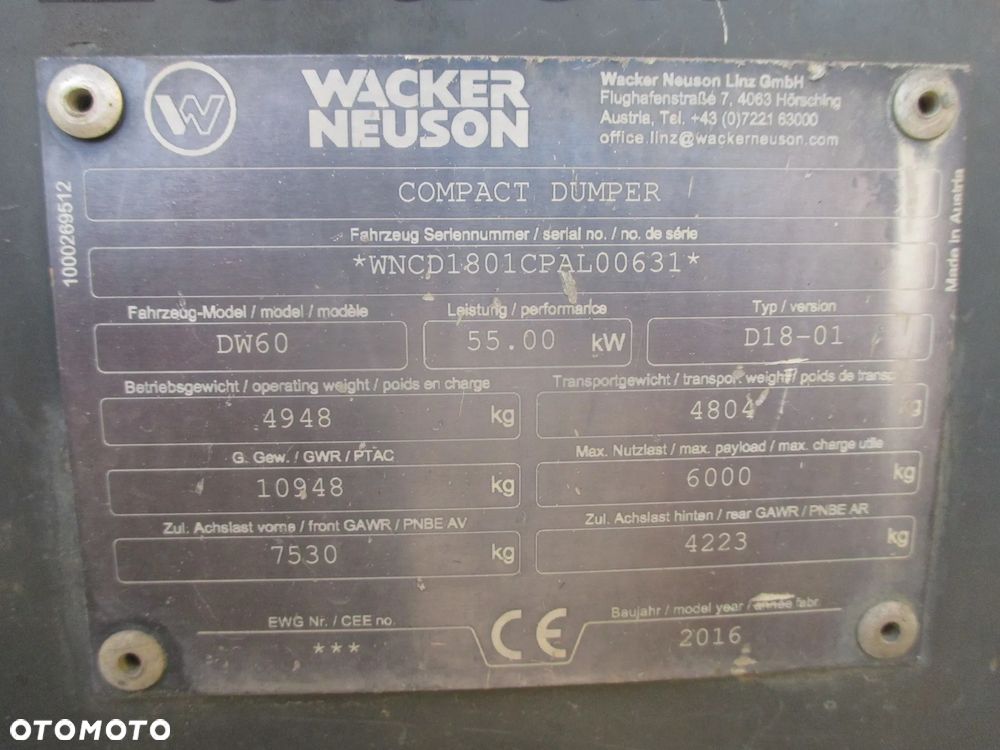 WACKER
NEUSON
Wacker Neuson Linz GmbH
Flughafenstraße 7, 4063 Hörsching
Austria, Tel. +43 (0)7221 63000
office.linz@wackerneuson.com
1000269512
Made in Austria
COMPACT DUMPER
Fahrzeug Seriennummer / serial no. / no. de série
*WNCD1801CPAL00631*
Fahrzeug-Model / model / modèle
DW60
Leistung / performance
55.00 kW
Typ / version
D18-01
Betriebsgewicht / operating weight / poids en charge
4948 kg
Transportgewicht / transport weight / poids de transp
4804 kg
G. Gew. / GWR / PTAC
10948 kg
Max. Nutzlast / max. payload / max. charge utile
6000 kg
Zul. Achslast vorne / front GAWR / PNBE AV
7530 kg
Zul. Achslast hinten / rear GAWR / PNBE AR
4223 kg
EWG Nr. / CEE no.
***
CE
Baujahr / model year / année fabr.
2016
OTOMOTO